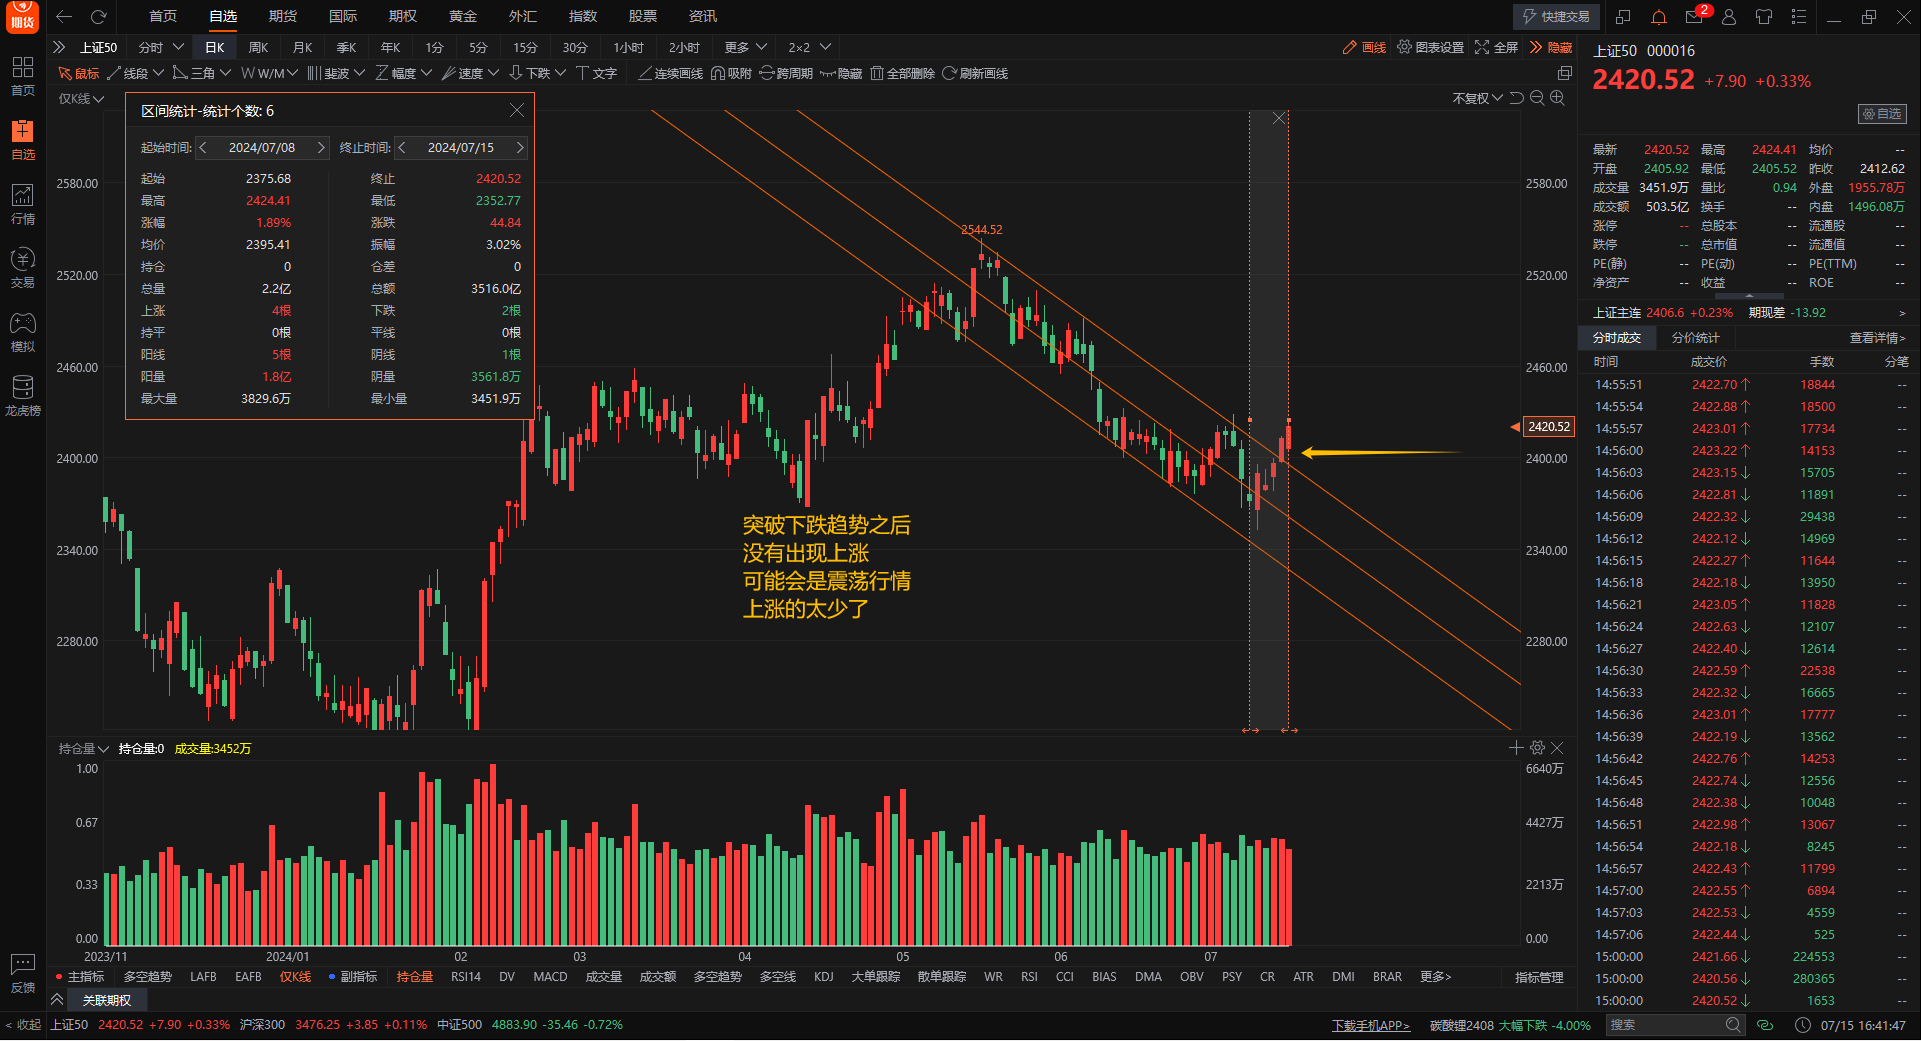 期货
首页
自选
期货
国际
期权
黄金
外汇
指数
股票
资讯
快捷交易
2
上证50
分时
日K
周K
月K
季K
年K
1分
5分
15分
30分
1小时
2小时
更多
2×2
画线
图表设置
全屏
隐藏
鼠标
线段
三角
W/M
斐波
幅度
速度
下跌
文字
连续画线
吸附
跨周期
隐藏
全部删除
刷新画线
首页
自选
行情
交易
模拟
龙虎榜
反馈
< 收起
仅K线
不复权
区间统计-统计个数: 6
起始时间: < 2024/07/08 > 终止时间: < 2024/07/15 >
起始 2375.68 终止 2420.52
最高 2424.41 最低 2352.77
涨幅 1.89% 涨跌 44.84
均价 2395.41 振幅 3.02%
持仓 0 仓差 0
总量 2.2亿 总额 3516.0亿
上涨 4根 下跌 2根
持平 0根 平线 0根
阳线 5根 阴线 1根
阳量 1.8亿 阴量 3561.8万
最大量 3829.6万 最小量 3451.9万
2580.00
2520.00
2460.00
2400.00
2340.00
2280.00
2544.52
2580.00
2520.00
2460.00
2420.52
2400.00
2340.00
2280.00
突破下跌趋势之后
没有出现上涨
可能会是震荡行情
上涨的太少了
持仓量 持仓量:0 成交量:3452万
1.00
0.67
0.33
0.00
6640万
4427万
2213万
0.00
2023/11 2024/01 02 03 04 05 06 07
主指标 多空趋势 LAFB EAFB 仅K线 副指标 持仓量 RSI14 DV MACD 成交量 成交额 多空趋势 多空线 KDJ 大单跟踪 散单跟踪 WR RSI CCI BIAS DMA OBV PSY CR ATR DMI BRAR 更多> 指标管理
关联期权
上证50 2420.52 +7.90 +0.33% 沪深300 3476.25 +3.85 +0.11% 中证500 4883.90 -35.46 -0.72%
下载手机APP>
碳酸锂2408 大幅下跌 -4.00%
搜索
07/15 16:41:47
上证50 000016
2420.52 +7.90 +0.33%
自选
最新 2420.52 最高 2424.41 均价 --
开盘 2405.92 最低 2405.52 昨收 2412.62
成交量 3451.9万 量比 0.94 外盘 1955.78万
成交额 503.5亿 换手 -- 内盘 1496.08万
涨停 -- 总股本 -- 流通股 --
跌停 -- 总市值 -- 流通值 --
PE(静) -- PE(动) -- PE(TTM) --
净资产 -- 收益 -- ROE --
上证主连 2406.6 +0.23% 期现差 -13.92 >
分时成交 分价统计 查看详情>
时间 成交价 手数 分笔
14:55:51 2422.70↑ 18844 --
14:55:54 2422.88↑ 18500 --
14:55:57 2423.01↑ 17734 --
14:56:00 2423.22↑ 14153 --
14:56:03 2423.15↓ 15705 --
14:56:06 2422.81↓ 11891 --
14:56:09 2422.32↓ 29438 --
14:56:12 2422.12↓ 14969 --
14:56:15 2422.27↑ 11644 --
14:56:18 2422.18↓ 13950 --
14:56:21 2423.05↑ 11828 --
14:56:24 2422.63↓ 12107 --
14:56:27 2422.40↓ 12614 --
14:56:30 2422.59↑ 22538 --
14:56:33 2422.32↓ 16665 --
14:56:36 2423.01↑ 17777 --
14:56:39 2422.19↓ 13562 --
14:56:42 2422.76↑ 14253 --
14:56:45 2422.74↓ 12556 --
14:56:48 2422.38↓ 10048 --
14:56:51 2422.98↑ 13067 --
14:56:54 2422.18↓ 8245 --
14:56:57 2422.43↑ 11799 --
14:57:00 2422.55↑ 6894 --
14:57:03 2422.53↓ 4559 --
14:57:06 2422.44↓ 525 --
15:00:00 2421.66↓ 224553 --
15:00:00 2420.56↓ 280365 --
15:00:00 2420.52↓ 1653 --